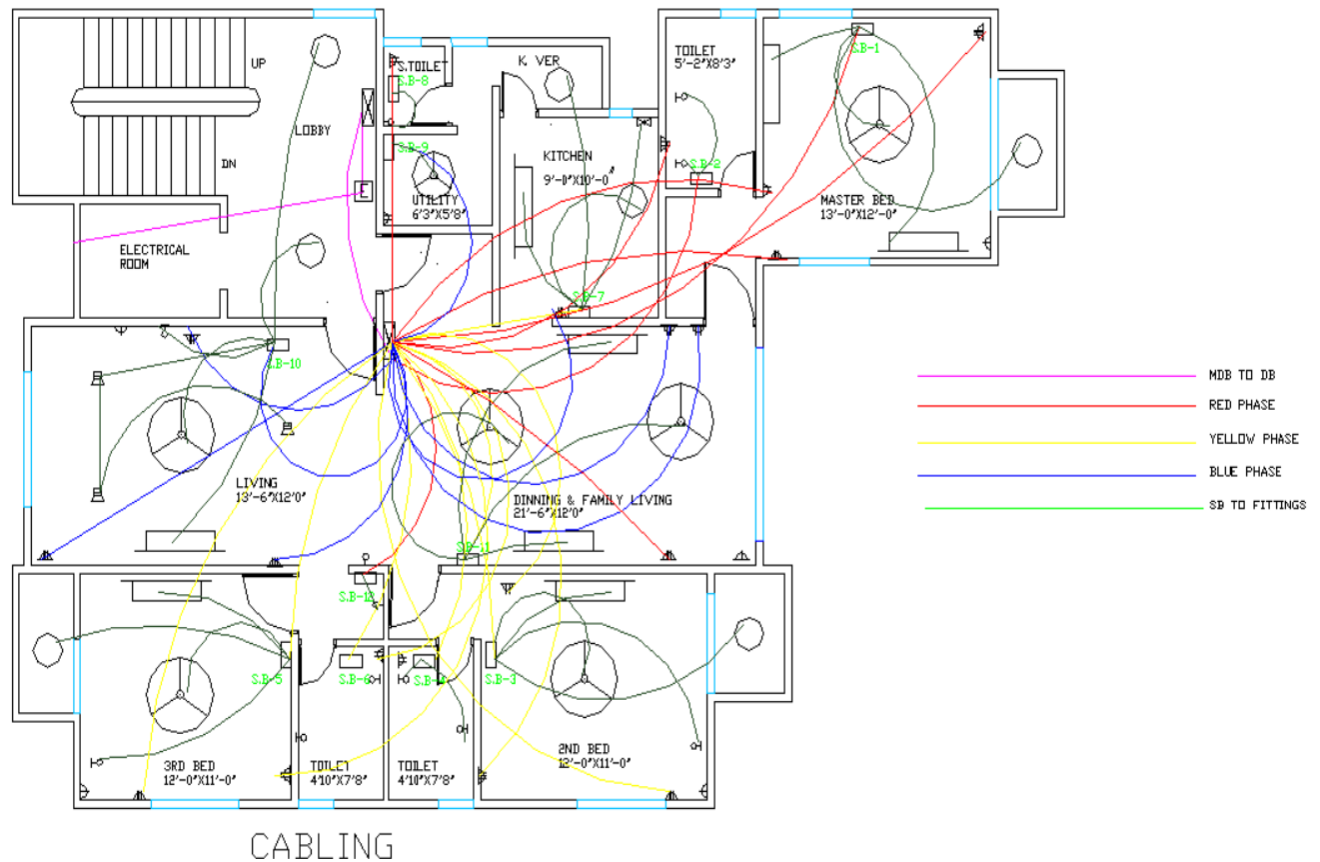 UP
LOBBY
DN
ELECTRICAL
ROOM
S.TOILET
S.B-8
S.B-9
UTILITY
6'3"X5'8"
K. VER
KITCHEN
9'-0"X10'-0"
TOILET
5'-2"X8'3"
S.B-2
S.B-1
MASTER BED
13'-0"X12'-0"
S.B-7
S.B-10
LIVING
13'-6"X12'0"
DINNING & FAMILY LIVING
21'-6"X12'0"
S.B-11
S.B-12
S.B-5
S.B-6
S.B-4
S.B-3
3RD BED
12'-0"X11'-0"
TOILET
4'10"X7'8"
TOILET
4'10"X7'8"
2ND BED
12'-0"X11'-0"
MDB TO DB
RED PHASE
YELLOW PHASE
BLUE PHASE
SB TO FITTINGS
CABLING